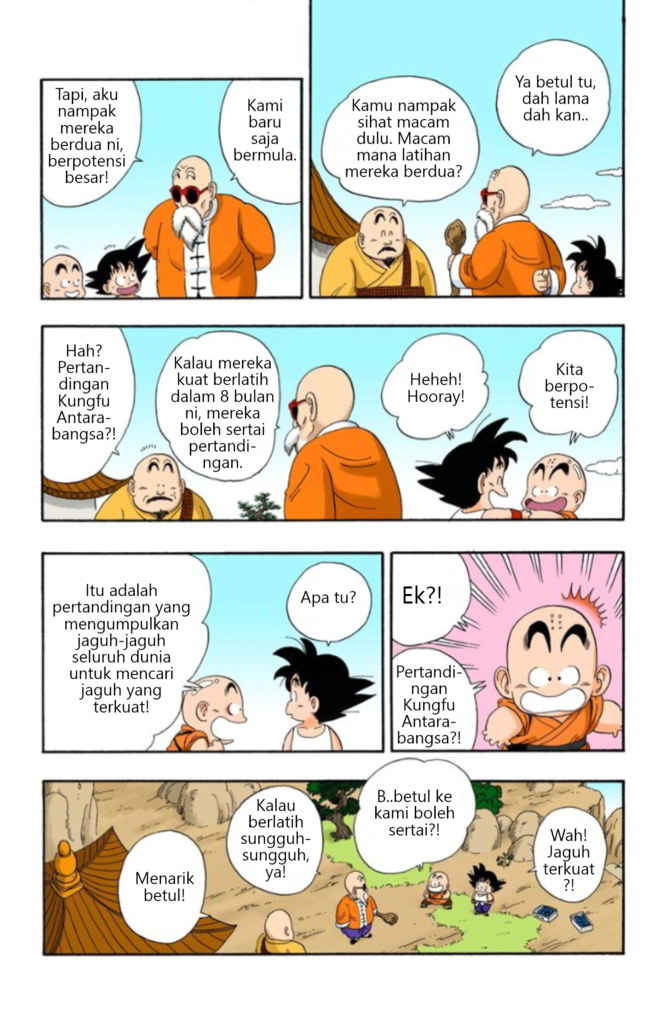 Ya betul tu,
dah lama
dah kan..
Kamu nampak
sihat macam
dulu. Macam
mana latihan
mereka berdua?
Kami
baru
saja
bermula.
Tapi, aku
nampak
mereka
berdua ni,
berpotensi
besar!
Kita
berpo-
tensi!
Heheh!
Hooray!
Kalau mereka
kuat berlatih
dalam 8 bulan
ni, mereka
boleh sertai
pertandi-
ngan.
Hah?
Pertan-
dingan
Kungfu
Antara-
bangsa?!
Ek?!
Pertandi-
ngan
Kungfu
Antara-
bangsa?!
Apa tu?
Itu adalah
pertandingan yang
mengumpulkan
jaguh-jaguh
seluruh dunia
untuk mencari
jaguh yang
terkuat!
Wah!
Jaguh
terkuat
?!
B..betul ke
kami boleh
sertai?!
Kalau
berlatih
sungguh-
sungguh,
ya!
Menarik
betul!